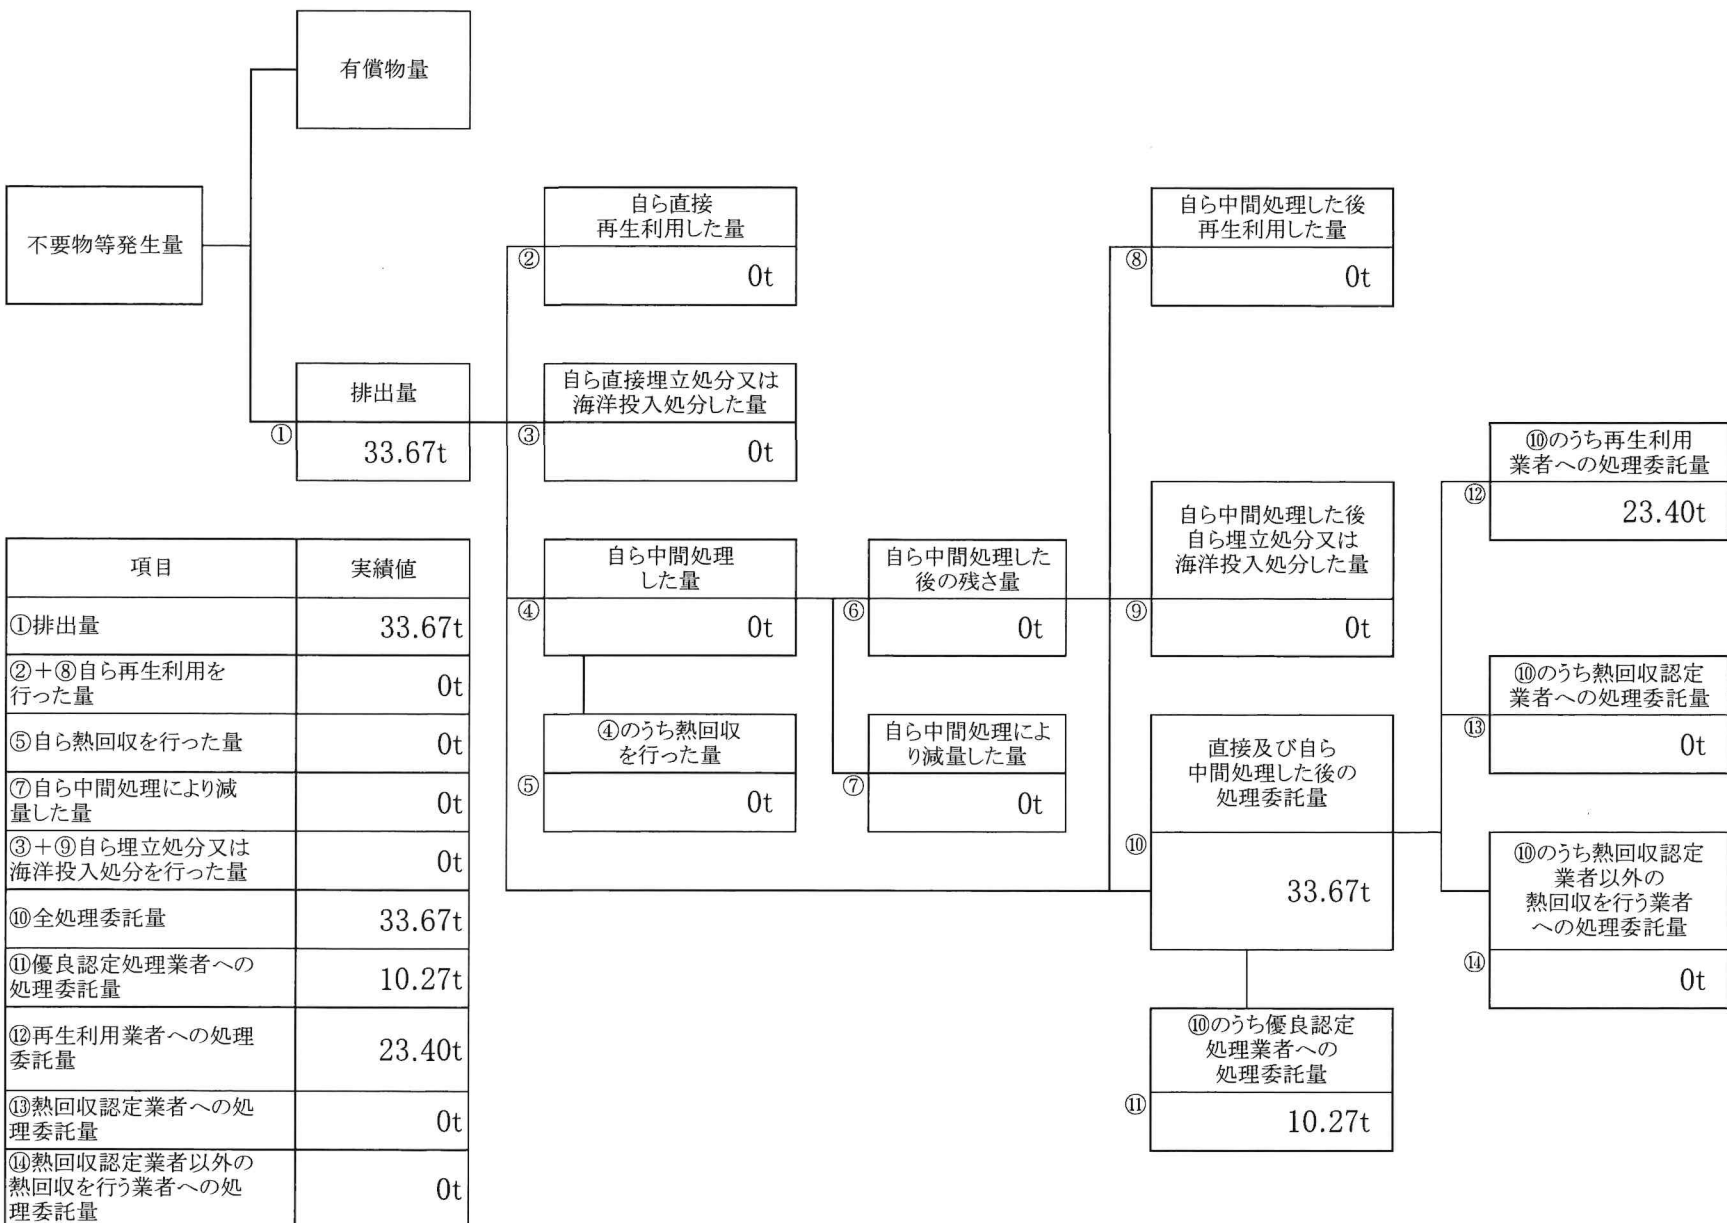 有償物量
不要物等発生量
自ら直接
再生利用した量
②
0t
自ら中間処理した後
再生利用した量
⑧
0t
排出量
①
33.67t
自ら直接埋立処分又は
海洋投入処分した量
③
0t
⑩のうち再生利用
業者への処理委託量
⑫
23.40t
自ら中間処理
した量
④
0t
自ら中間処理した
後の残さ量
⑥
0t
自ら中間処理した後
自ら埋立処分又は
海洋投入処分した量
⑨
0t
⑩のうち熱回収認定
業者への処理委託量
⑬
0t
④のうち熱回収
を行った量
⑤
0t
自ら中間処理によ
り減量した量
⑦
0t
直接及び自ら
中間処理した後の
処理委託量
⑩
33.67t
⑩のうち熱回収認定
業者以外の
熱回収を行う業者
への処理委託量
⑭
0t
⑩のうち優良認定
処理業者への
処理委託量
⑪
10.27t
項目 実績値
①排出量 33.67t
②+⑧自ら再生利用を
行った量 0t
⑤自ら熱回収を行った量 0t
⑦自ら中間処理により減
量した量 0t
③+⑨自ら埋立処分又は
海洋投入処分を行った量 0t
⑩全処理委託量 33.67t
⑪優良認定処理業者への
処理委託量 10.27t
⑫再生利用業者への処理
委託量 23.40t
⑬熱回収認定業者への処
理委託量 0t
⑭熱回収認定業者以外の
熱回収を行う業者への処
理委託量 0t